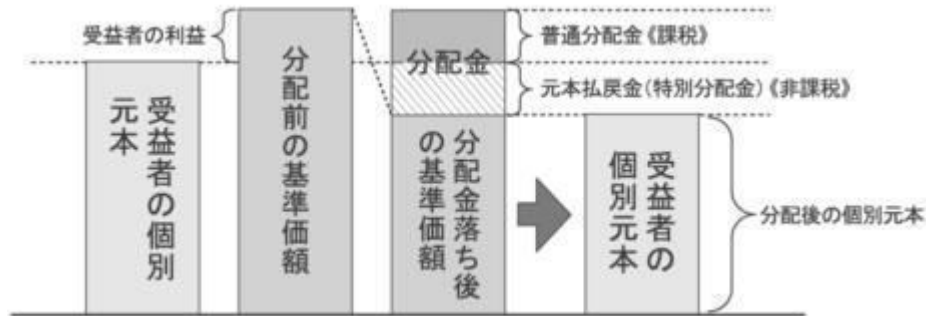 受益者の利益
受益者の個別
元本
分配前の基準価額
分配金
分配金落ち後
の基準価額
普通分配金《課税》
元本払戻金(特別分配金)《非課税》
受益者の
個別元本
分配後の個別元本